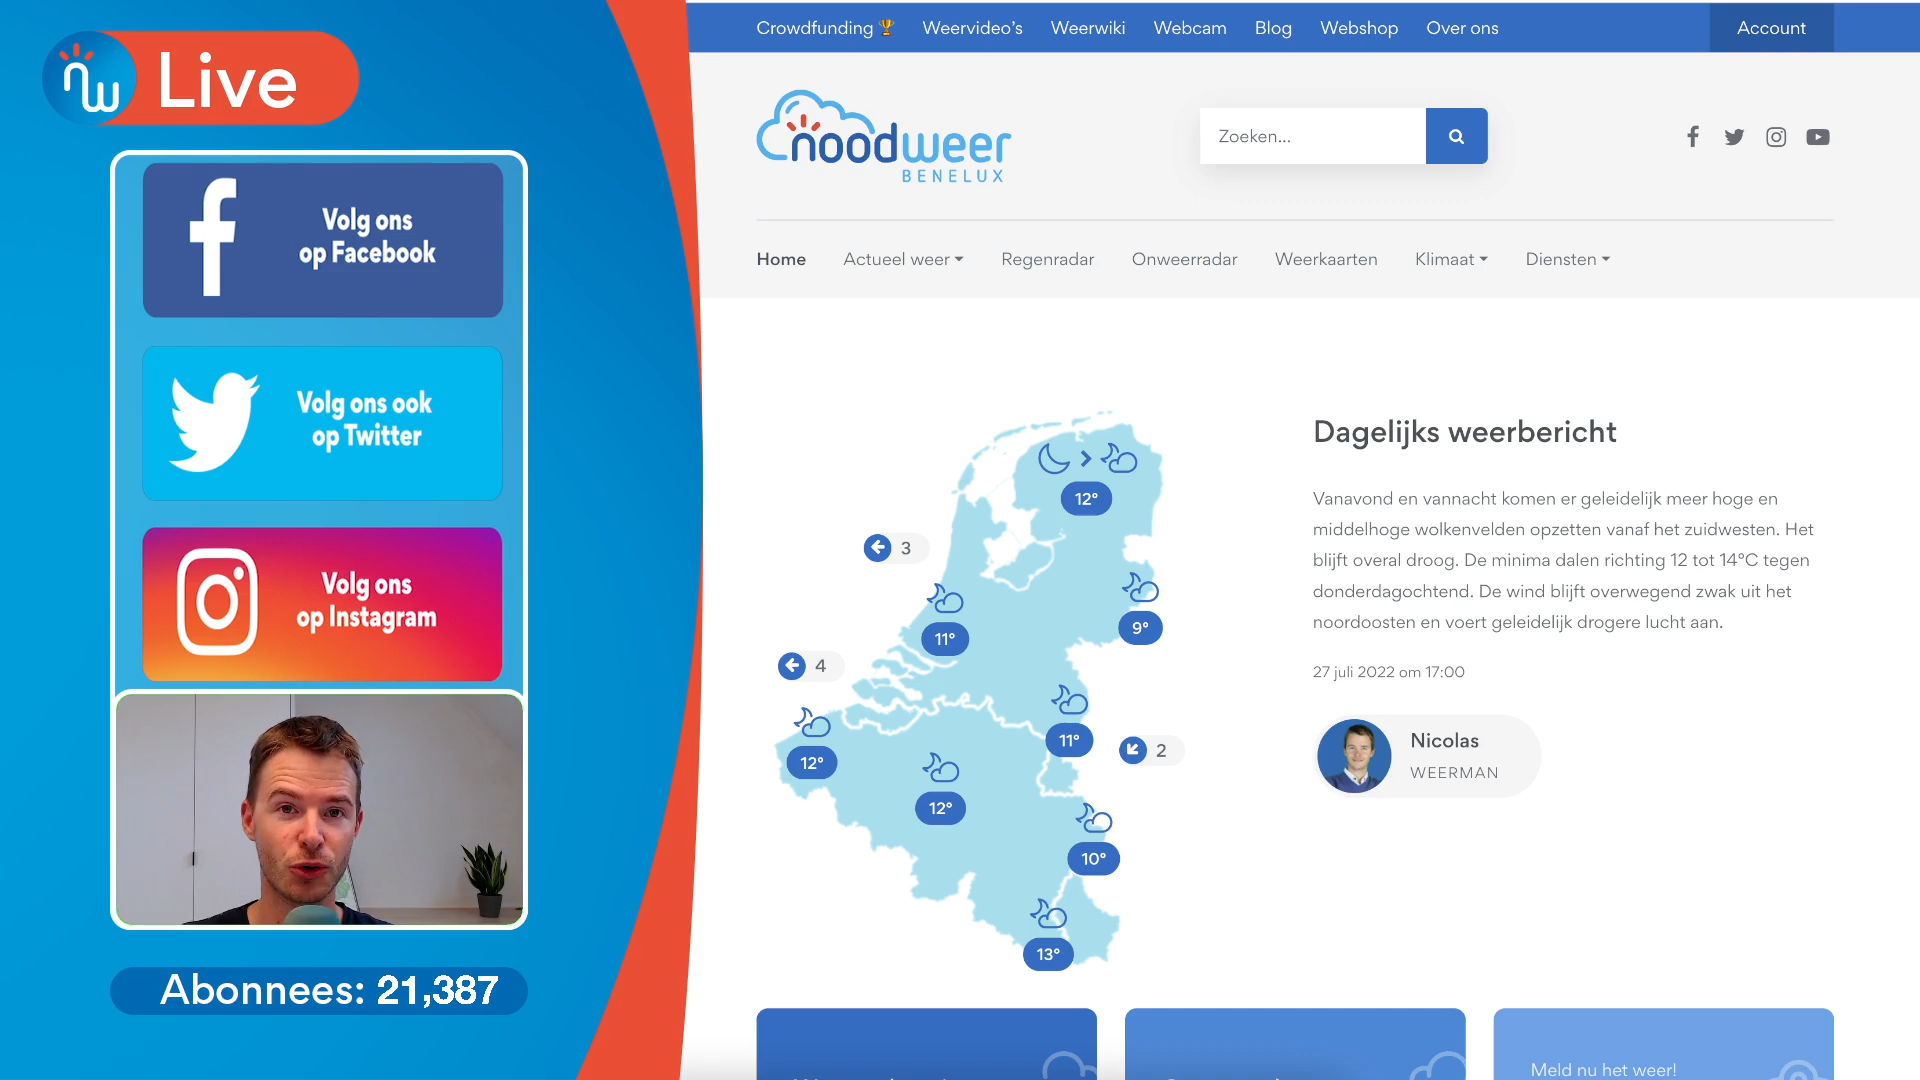 nw Live
Volg ons
op Facebook
Volg ons ook
op Twitter
Volg ons
op Instagram
Abonnees: 21,387
Crowdfunding 🏆 Weervideo's Weerwiki Webcam Blog Webshop Over ons Account
noodweer
BENELUX
Zoeken...
Home Actueel weer Regenradar Onweerradar Weerkaarten Klimaat Diensten
12°
3
11°
9°
4
12°
11°
2
12°
10°
13°
Dagelijks weerbericht
Vanavond en vannacht komen er geleidelijk meer hoge en
middelhoge wolkenvelden opzetten vanaf het zuidwesten. Het
blijft overal droog. De minima dalen richting 12 tot 14°C tegen
donderdagochtend. De wind blijft overwegend zwak uit het
noordoosten en voert geleidelijk drogere lucht aan.
27 juli 2022 om 17:00
Nicolas
WEERMAN
Meld nu het weer!